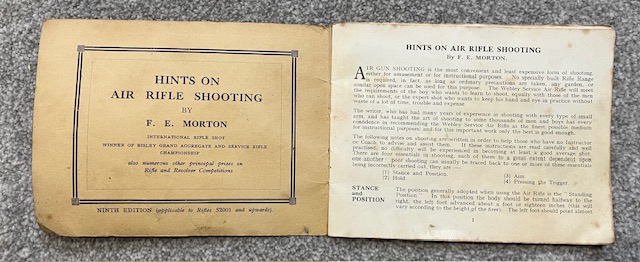 HINTS ON
AIR RIFLE SHOOTING
BY
F. E. MORTON
INTERNATIONAL RIFLE SHOT
WINNER OF BISLEY GRAND AGGREGATE AND SERVICE RIFLE
CHAMPIONSHIP
also numerous other principal prizes in
Rifle and Revolver Competitions
NINTH EDITION (applicable to Rifles S2001 and upwards).
HINTS ON AIR RIFLE SHOOTING
By F. E. MORTON.
AIR GUN SHOOTING is the most convenient and least expensive form of shooting,
either for amusement or for instructional purposes. No specially built Rifle Range
is required, in fact, as long as ordinary precautions are taken, any garden, or
similar open space can be used for this purpose. The Webley Service Air Rifle will meet
the requirements of the boy who wants to learn to shoot, equally with those of the man
who can shoot, or the expert shot who wants to keep his hand and eye in practice without
waste of a lot of time, trouble and expense.
The writer, who has had many years of experience in shooting with every type of small
arm, and has taught the art of shooting to some thousands of men and boys has every
confidence in recommending the Webley Service Air Rifle as the finest possible medium
for instructional purposes; and for this important work only the best is good enough.
The following notes on shooting are written in order to help those who have no Instructor
or Coach to advise and assist them. If these instructions are read carefully and well
practised, no difficulty will be experienced in becoming at least a good average shot.
There are four essentials in shooting, each of them to a great extent dependent upon
one another: poor shooting can usually be traced back to one or more of these essentials
being incorrectly carried out, they are—
(1) Stance and Position. (3) Aim.
(2) Hold. (4) Pressing the Trigger.
STANCE and POSITION
The position generally adopted when using the Air Rifle is the "Standing
Position." In this position the body should be turned halfway to the
right, the left foot advanced about a foot or eighteen inches (this will
vary according to the height of the firer). The left foot should point almost
1